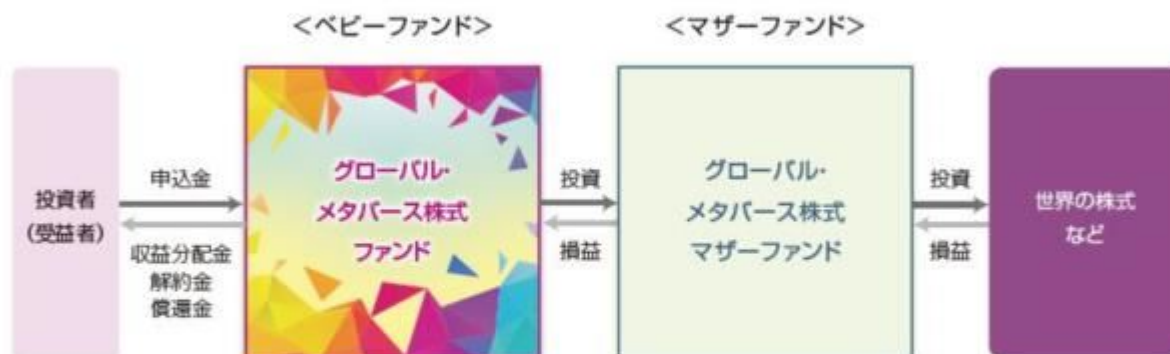 <ベビーファンド>
<マザーファンド>
投資者
(受益者)
申込金
収益分配金
解約金
償還金
グローバル・
メタバース株式
ファンド
投資
損益
グローバル・
メタバース株式
マザーファンド
投資
損益
世界の株式
など